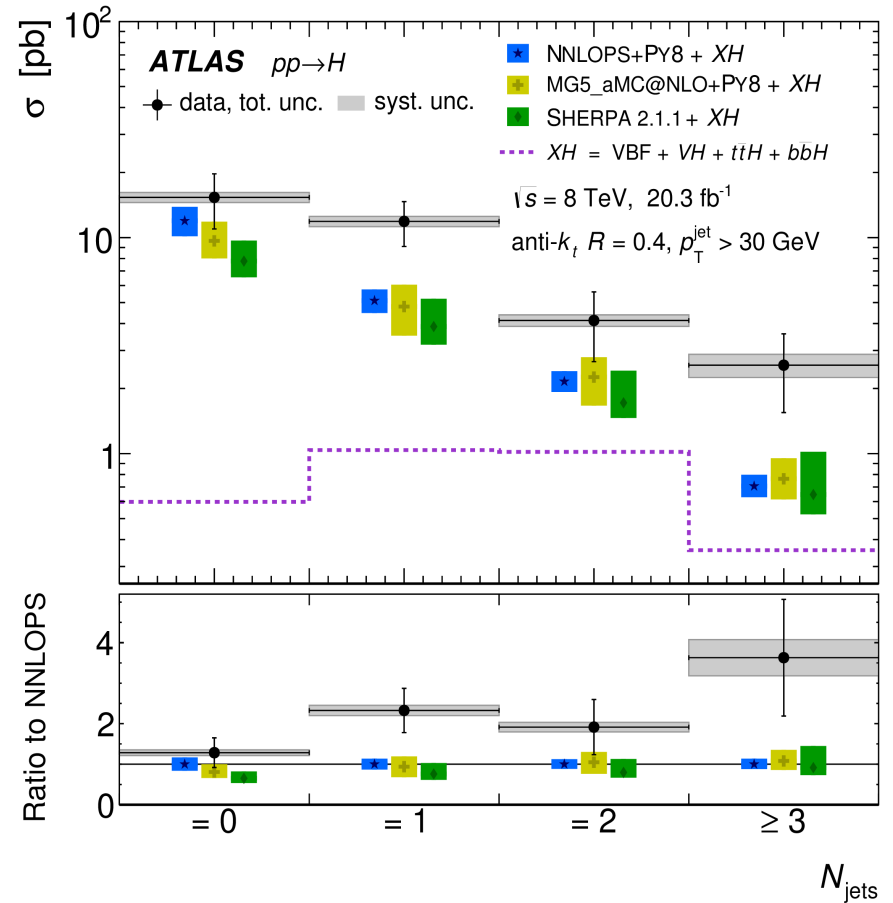 σ [pb]
10²
10
1
ATLAS pp→H
data, tot. unc. syst. unc.
NNLOPS+PY8 + XH
MG5_aMC@NLO+PY8 + XH
SHERPA 2.1.1 + XH
XH = VBF + VH + tt̄H + bb̄H
√s = 8 TeV, 20.3 fb⁻¹
anti-kₜ R = 0.4, p_T^jet > 30 GeV
Ratio to NNLOPS
4
2
0
= 0 = 1 = 2 ≥ 3
N_jets